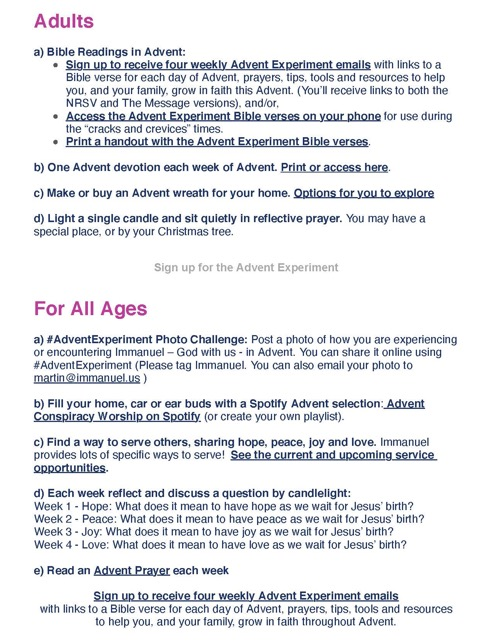 Adults
a) Bible Readings in Advent:
• Sign up to receive four weekly Advent Experiment emails with links to a
Bible verse for each day of Advent, prayers, tips, tools and resources to help
you, and your family, grow in faith this Advent. (You’ll receive links to both the
NRSV and The Message versions), and/or,
• Access the Advent Experiment Bible verses on your phone for use during
the “cracks and crevices” times.
• Print a handout with the Advent Experiment Bible verses.
b) One Advent devotion each week of Advent. Print or access here.
c) Make or buy an Advent wreath for your home. Options for you to explore
d) Light a single candle and sit quietly in reflective prayer. You may have a
special place, or by your Christmas tree.
Sign up for the Advent Experiment
For All Ages
a) #AdventExperiment Photo Challenge: Post a photo of how you are experiencing
or encountering Immanuel – God with us - in Advent. You can share it online using
#AdventExperiment (Please tag Immanuel. You can also email your photo to
martin@immanuel.us )
b) Fill your home, car or ear buds with a Spotify Advent selection: Advent
Conspiracy Worship on Spotify (or create your own playlist).
c) Find a way to serve others, sharing hope, peace, joy and love. Immanuel
provides lots of specific ways to serve! See the current and upcoming service
opportunities.
d) Each week reflect and discuss a question by candlelight:
Week 1 - Hope: What does it mean to have hope as we wait for Jesus’ birth?
Week 2 - Peace: What does it mean to have peace as we wait for Jesus’ birth?
Week 3 - Joy: What does it mean to have joy as we wait for Jesus’ birth?
Week 4 - Love: What does it mean to have love as we wait for Jesus’ birth?
e) Read an Advent Prayer each week
Sign up to receive four weekly Advent Experiment emails
with links to a Bible verse for each day of Advent, prayers, tips, tools and resources
to help you, and your family, grow in faith throughout Advent.